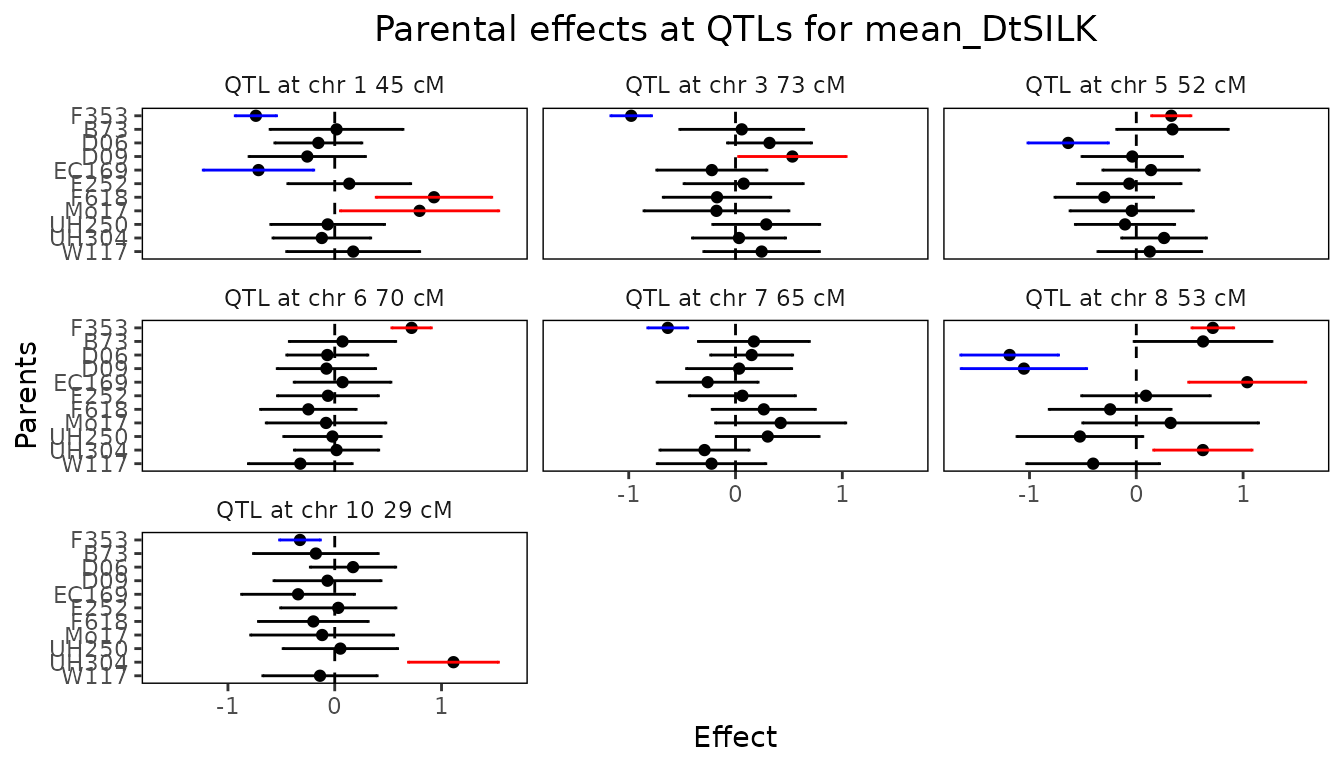 Parental effects at QTLs for mean_DtSILK
QTL at chr 1 45 cM
QTL at chr 3 73 cM
QTL at chr 5 52 cM
F353
B73
D06
D09
EC169
F252
F618
Mo17
UH250
UH304
W117
QTL at chr 6 70 cM
QTL at chr 7 65 cM
QTL at chr 8 53 cM
Parents
F353
B73
D06
D09
EC169
F252
F618
Mo17
UH250
UH304
W117
-1 0 1
-1 0 1
QTL at chr 10 29 cM
F353
B73
D06
D09
EC169
F252
F618
Mo17
UH250
UH304
W117
-1 0 1
Effect